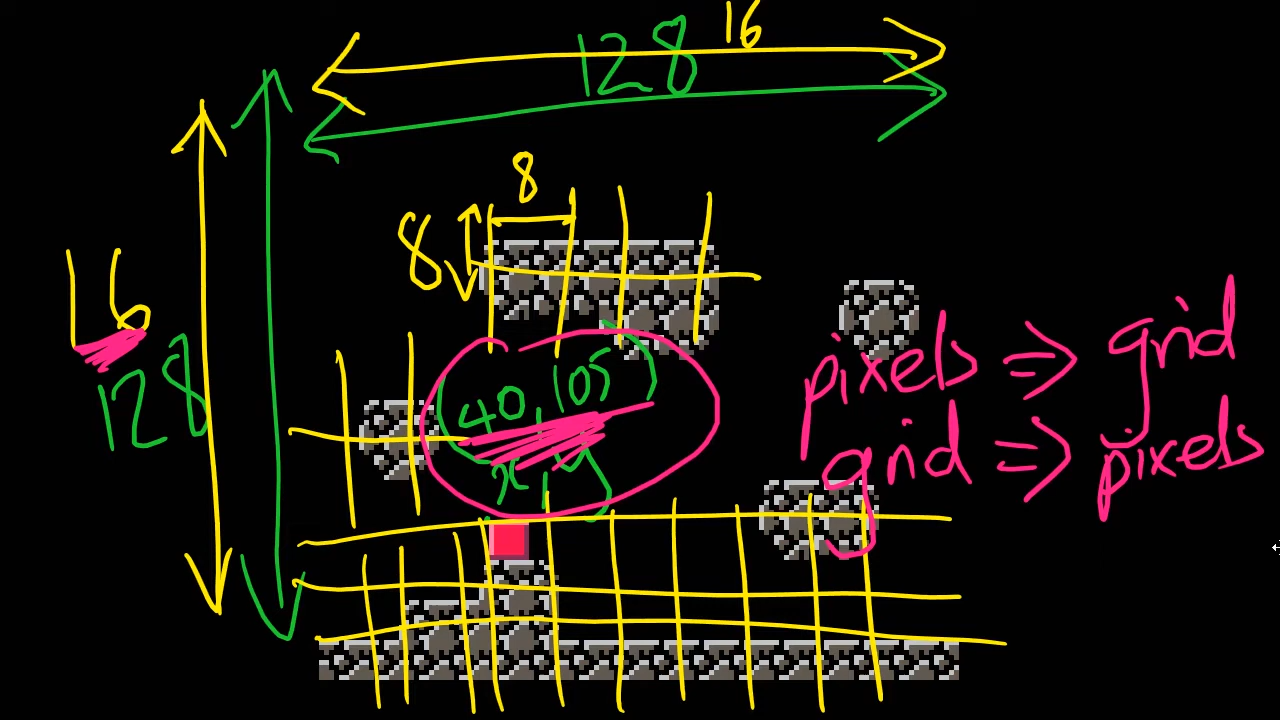 16
128
8
8
16
128
(40,105)
x, y
pixels => grid
grid => pixels